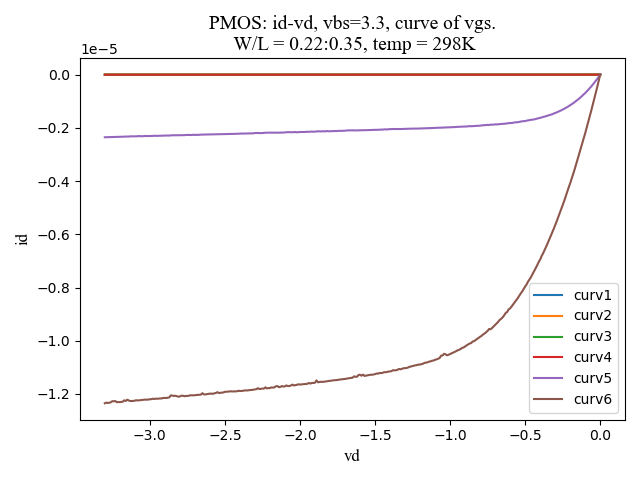 PMOS: id-vd, vbs=3.3, curve of vgs.
W/L = 0.22:0.35, temp = 298K
1e−5
0.0
−0.2
−0.4
−0.6
−0.8
−1.0
−1.2
id
curv1
curv2
curv3
curv4
curv5
curv6
−3.0 −2.5 −2.0 −1.5 −1.0 −0.5 0.0
vd